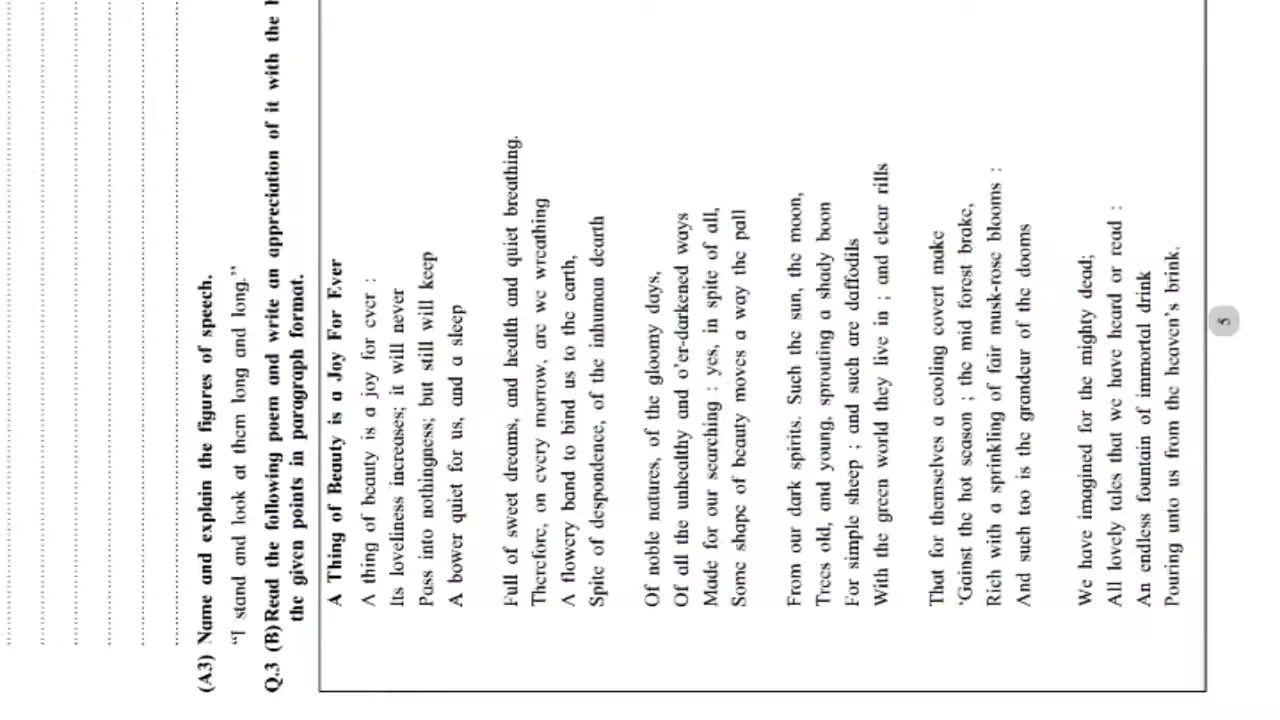 (A3) Name and explain the figures of speech.
“I stand and look at them long and long.”
Q.3 (B) Read the following poem and write an appreciation of it with the
the given points in paragraph format.
A Thing of Beauty is a Joy For Ever
A thing of beauty is a joy for ever :
Its loveliness increases; it will never
Pass into nothingness; but still will keep
A bower quiet for us, and a sleep
Full of sweet dreams, and health and quiet breathing.
Therefore, on every morrow, are we wreathing
A flowery band to bind us to the earth,
Spite of despondence, of the inhuman dearth
Of noble natures, of the gloomy days,
Of all the unhealthy and o’er-darkened ways
Made for our searching : yes, in spite of all,
Some shape of beauty moves a way the pall
From our dark spirits. Such the sun, the moon,
Trees old, and young, sprouting a shady boon
For simple sheep ; and such are daffodils
With the green world they live in ; and clear rills
That for themselves a cooling covert make
‘Gainst the hot season ; the mid forest brake,
Rich with a sprinkling of fair musk-rose blooms :
And such too is the grandeur of the dooms
We have imagined for the mighty dead;
All lovely tales that we have heard or read :
An endless fountain of immortal drink
Pouring unto us from the heaven’s brink.
5